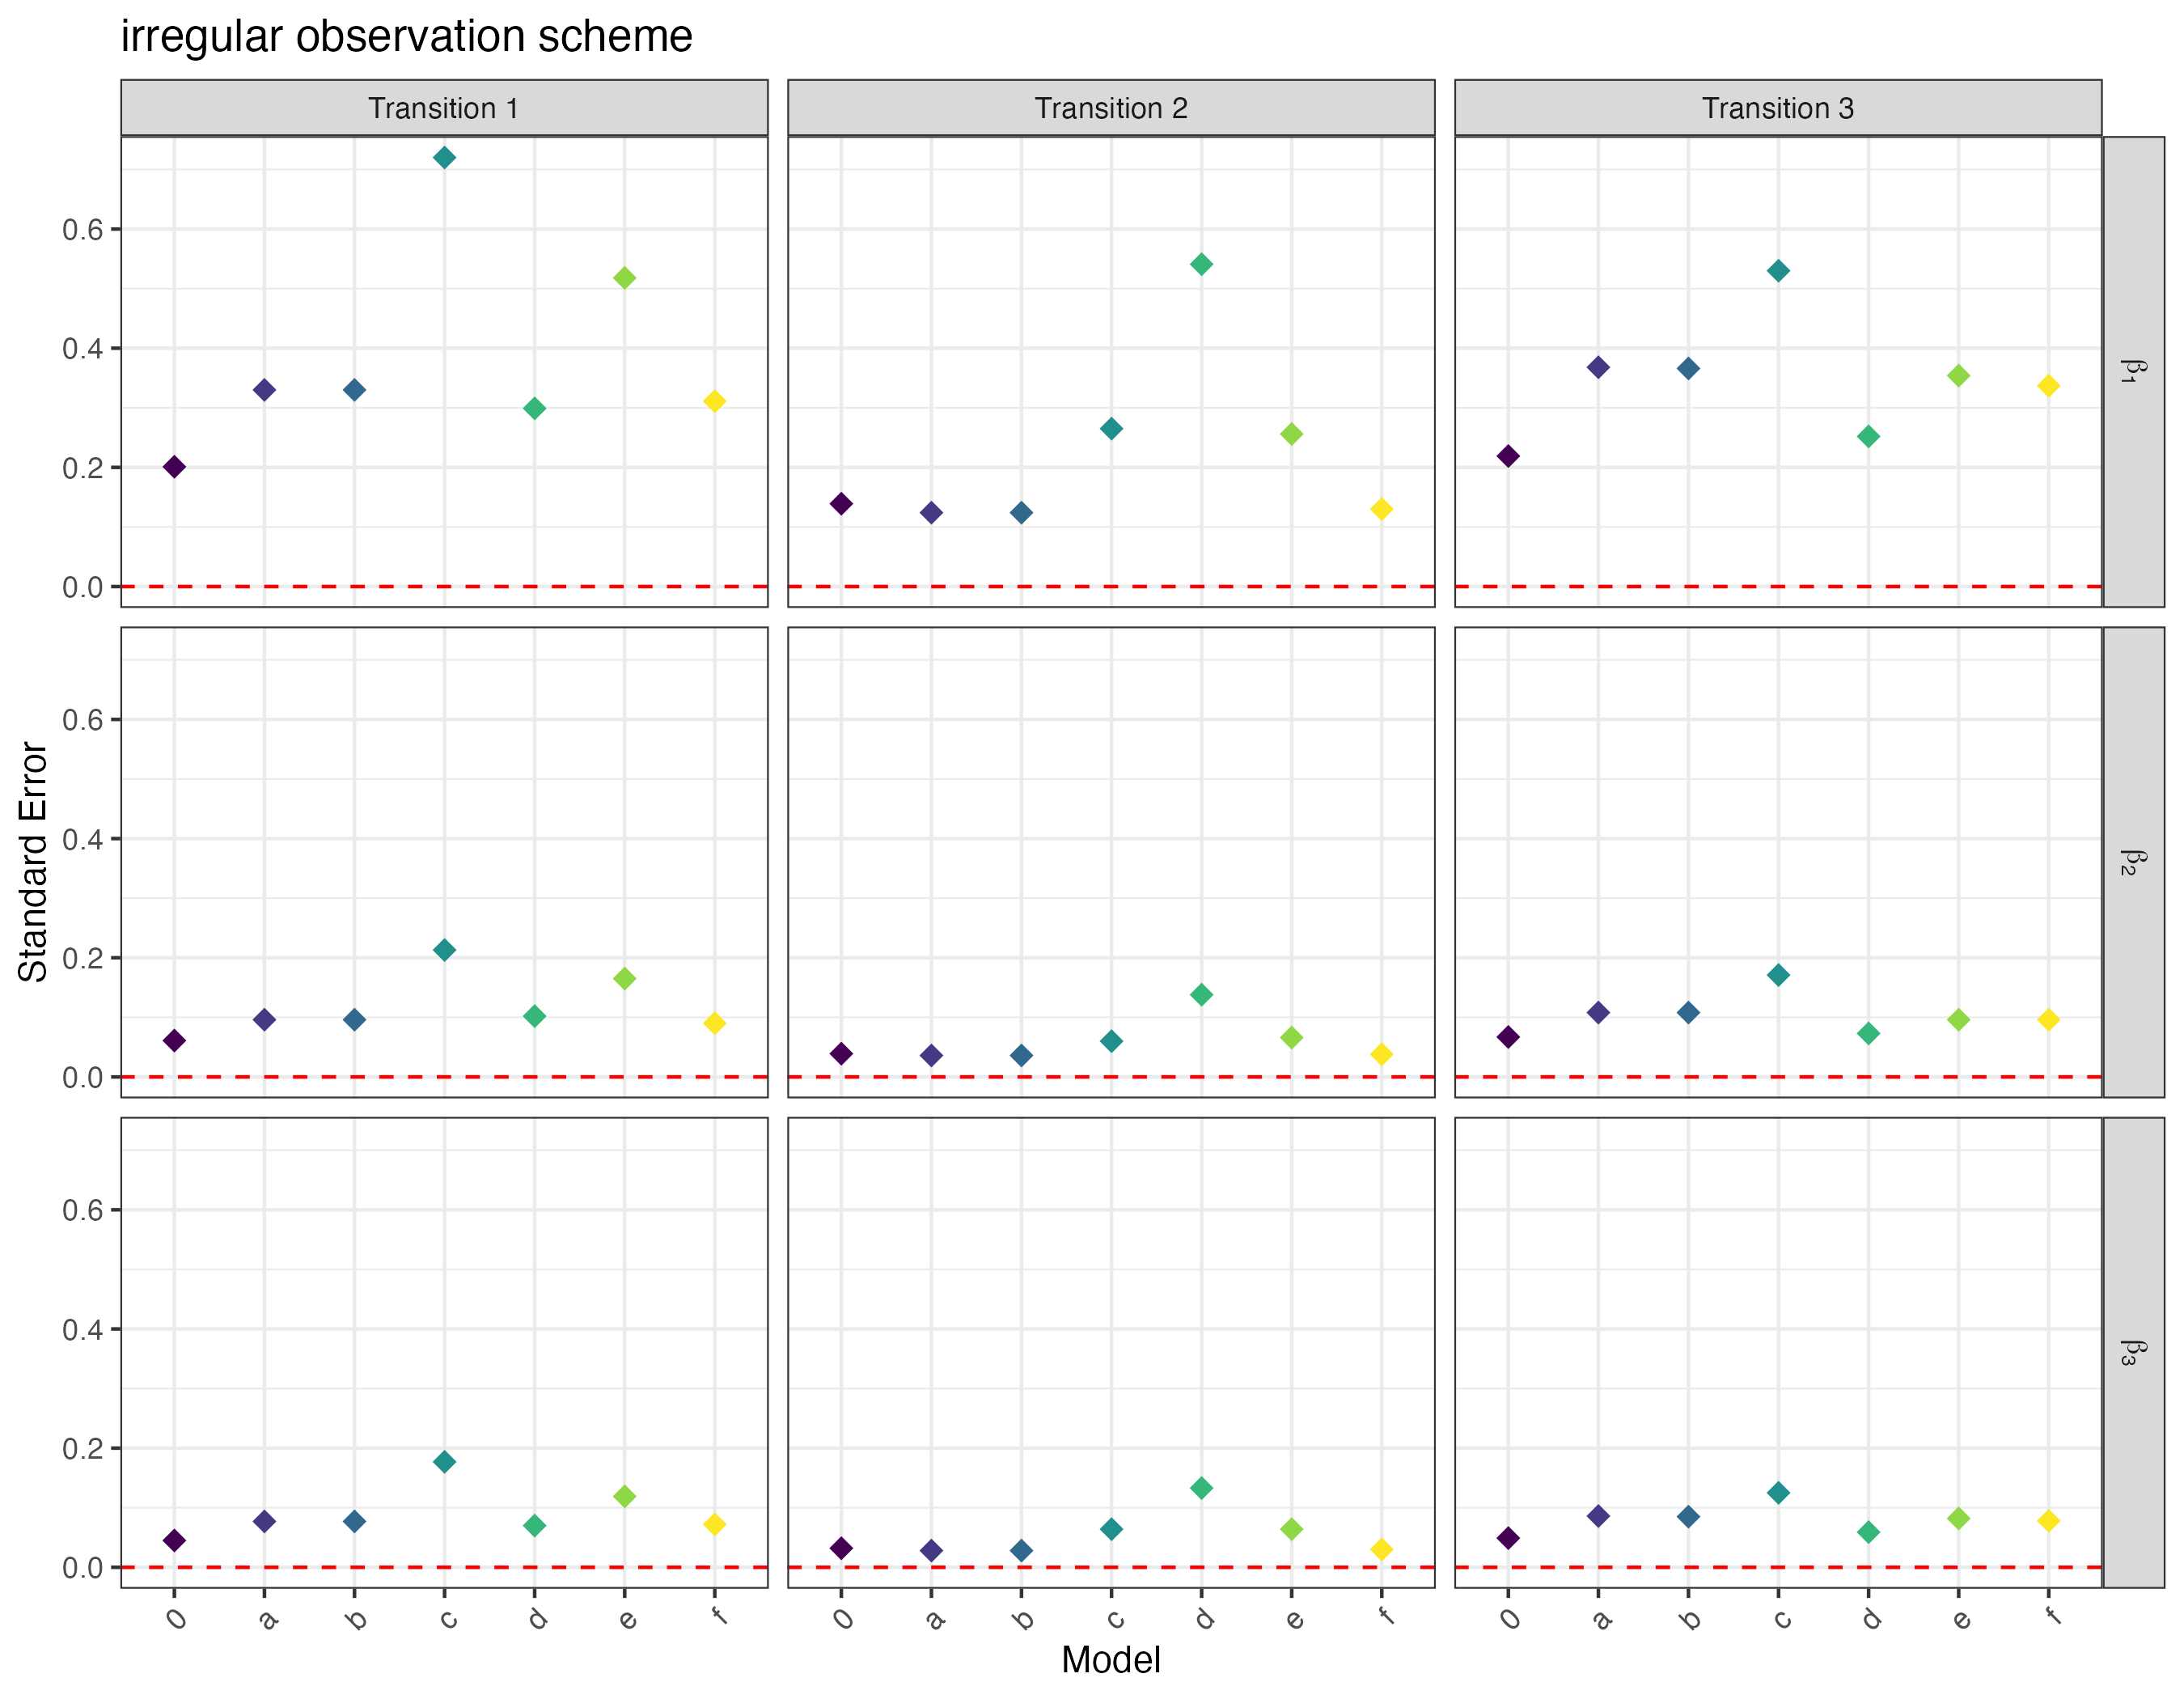 irregular observation scheme
Transition 1
Transition 2
Transition 3
0.6
0.4
0.2
0.0
β1
0.6
0.4
0.2
0.0
β2
Standard Error
0.6
0.4
0.2
0.0
β3
0 a b c d e f
0 a b c d e f
0 a b c d e f
Model